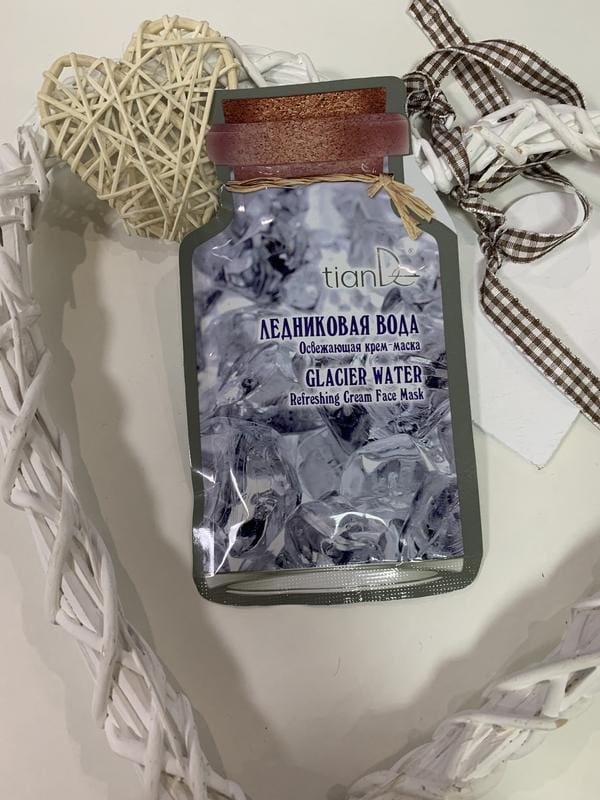 tianDe®
ЛЕДНИКОВАЯ ВОДА
Освежающая крем-маска
GLACIER WATER
Refreshing Cream Face Mask